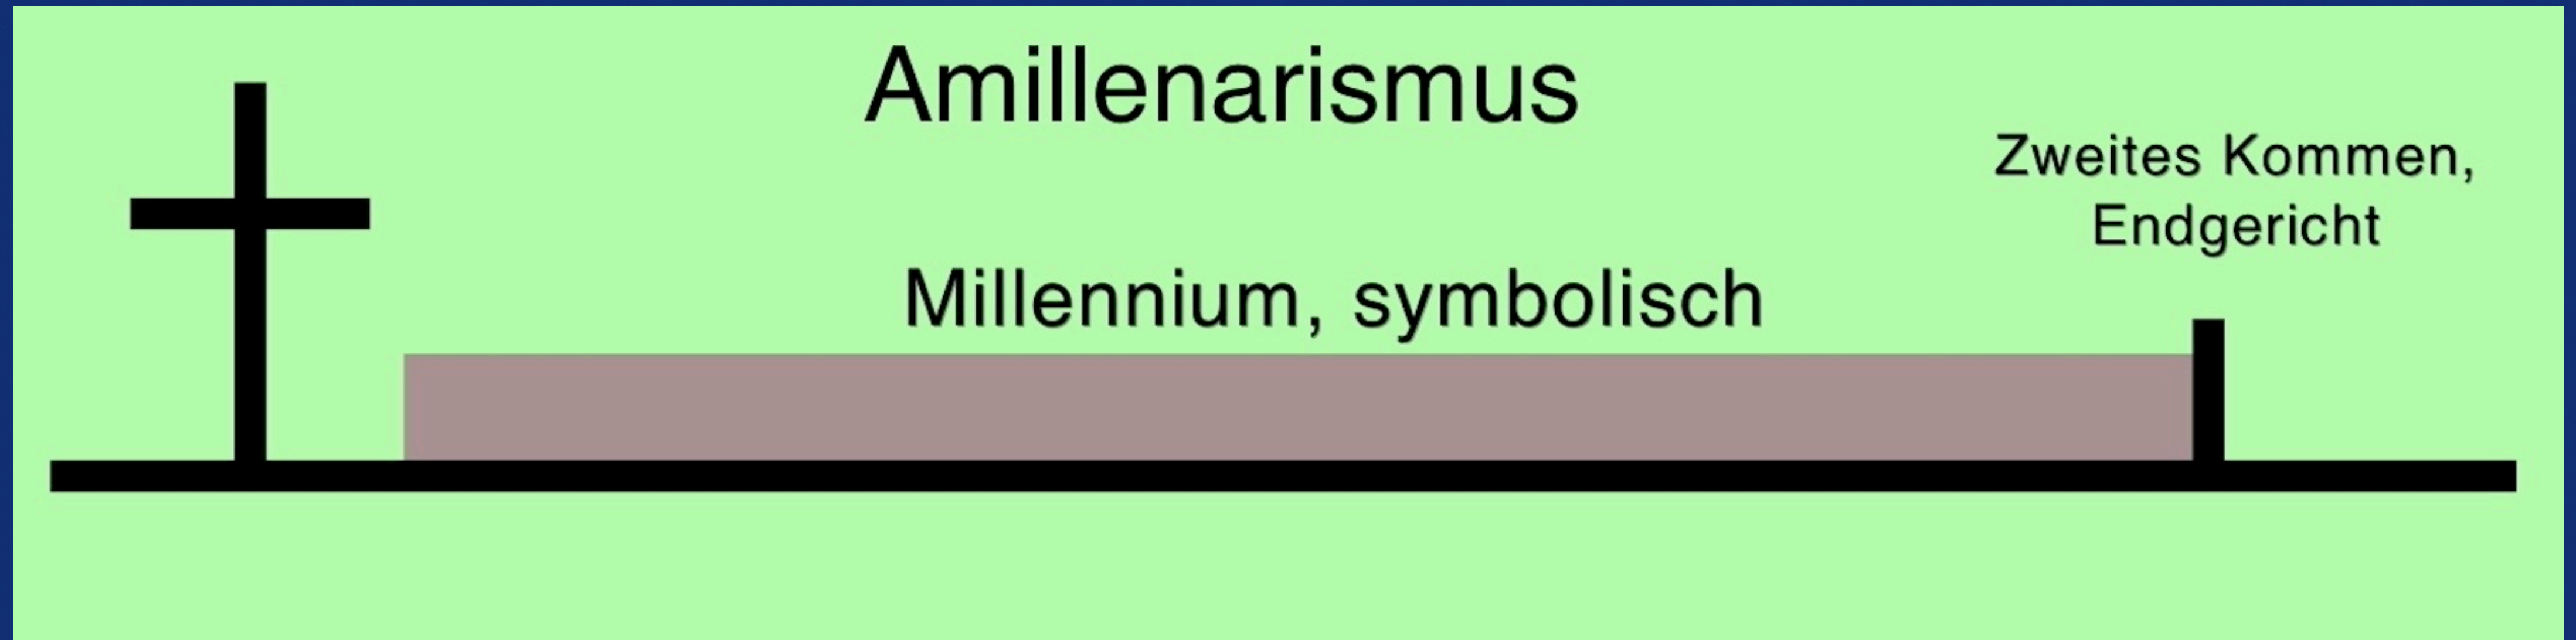 Amillenarismus
Zweites Kommen,
Endgericht
Millennium, symbolisch